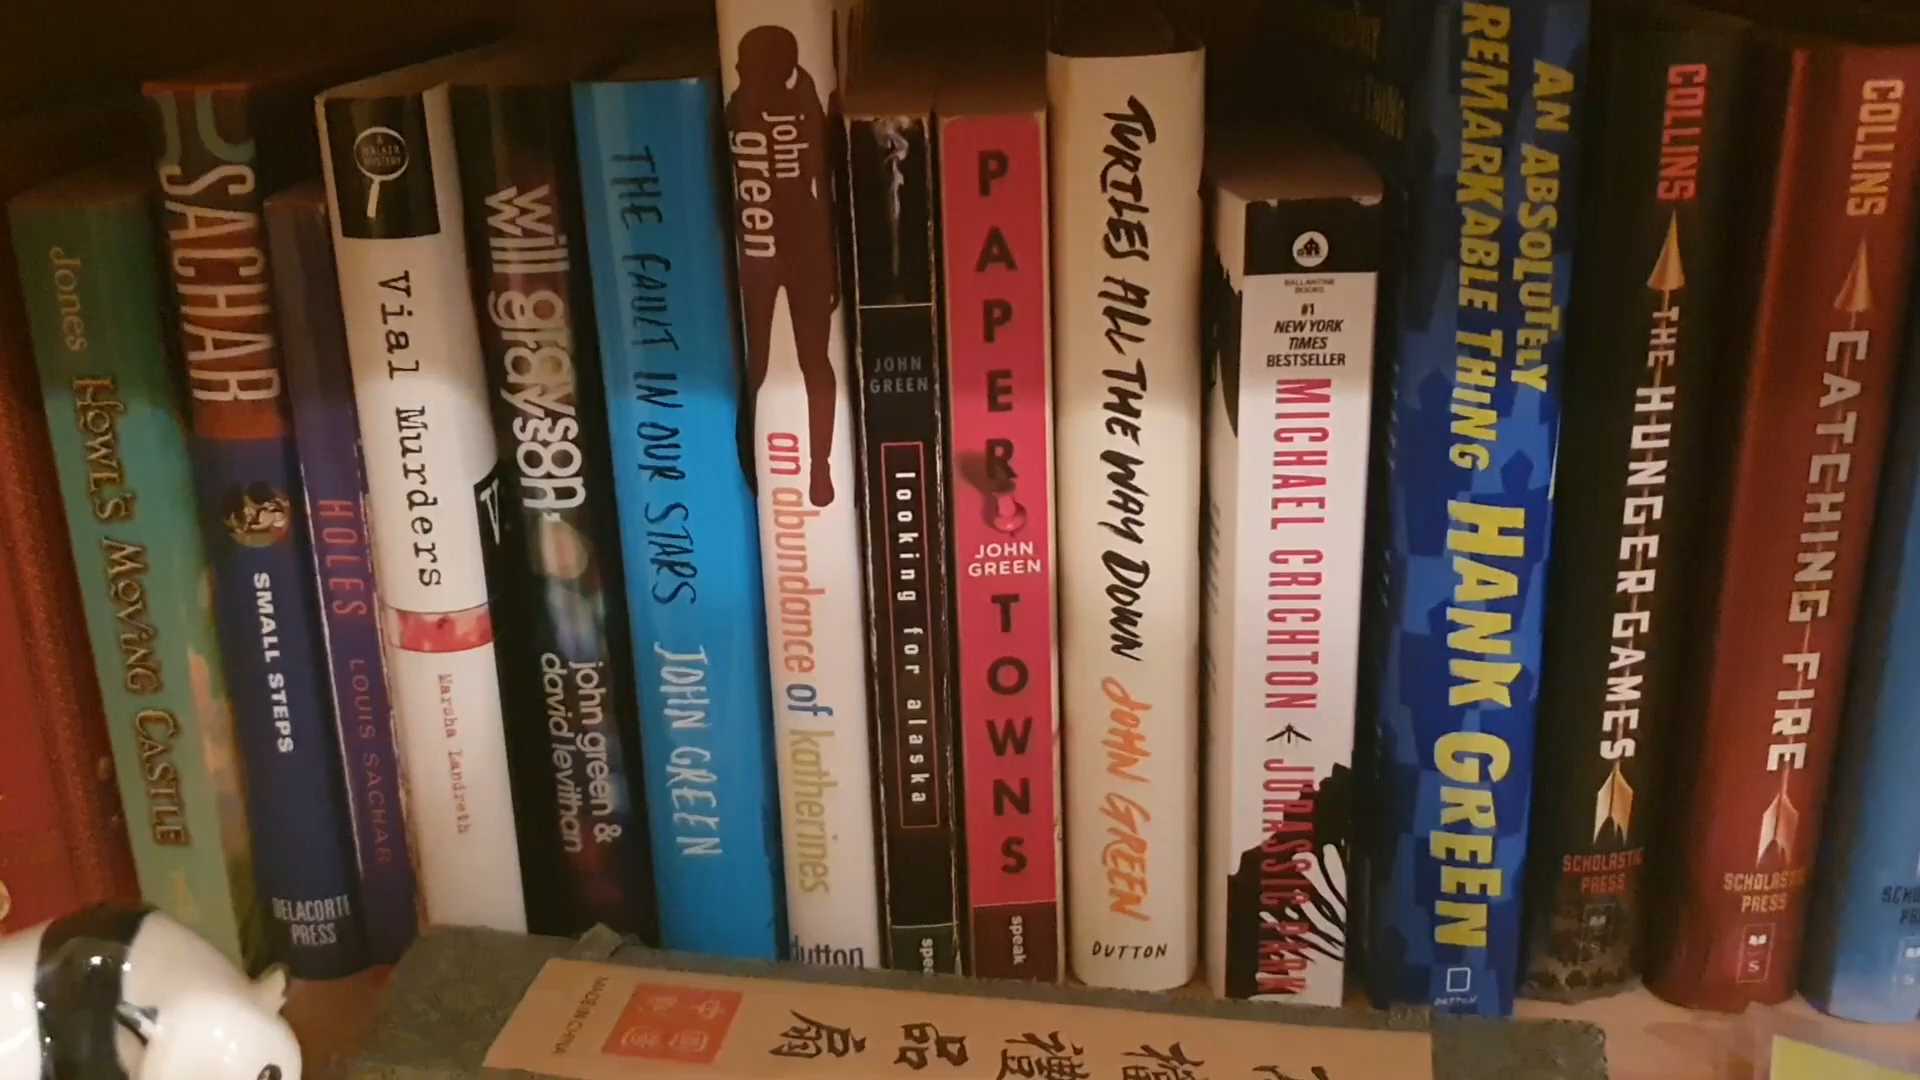 Jones Howl's Moving Castle
SACHAR
SMALL STEPS
DELACORTE
PRESS
HOLES LOUIS SACHAR
A
WALKER
MYSTERY
Vial Murders
Marsha Landreth
will grayson
will grayson
john green &
david levithan
THE FAULT IN OUR STARS JOHN GREEN
john
green
an abundance of katherines
dutton
JOHN
GREEN
looking for alaska
PAPER
JOHN
GREEN
TOWNS
speak
TURTLES ALL THE WAY DOWN JOHN GREEN
DUTTON
BALLANTINE
BOOKS
#1
NEW YORK
TIMES
BESTSELLER
MICHAEL CRICHTON JURASSIC PARK
AN ABSOLUTELY
REMARKABLE THING HANK GREEN
DUTTON
COLLINS
THE HUNGER GAMES
SCHOLASTIC
PRESS
COLLINS
CATCHING FIRE
SCHOLASTIC
PRESS
MADE IN CHINA